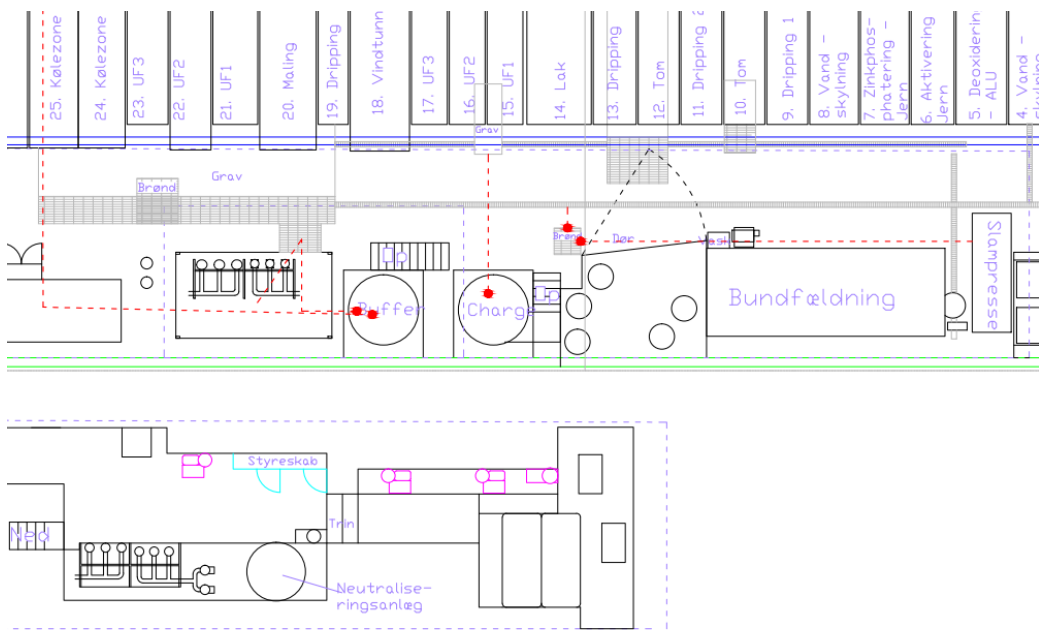 25. Kølezone
24. Kølezone
23. UF3
22. UF2
21. UF1
20. Maling
19. Dripping
18. Vindtunn
17. UF3
16. UF2
15. UF1
14. Lak
13. Dripping
12. Tom
11. Dripping
10. Tom
9. Dripping 1
8. Vand -
skylning
7. Zinkphos-
phatering -
Jern
6. Aktivering
Jern
5. Deoxidering
- ALU
4. Vand -
Grav
Brønd
Grav
Brønd
Dør
Slampresse
Buffer
Charge
Bundfældning
Styreskab
Trin
Ned
Neutralise-
ringsanlæg